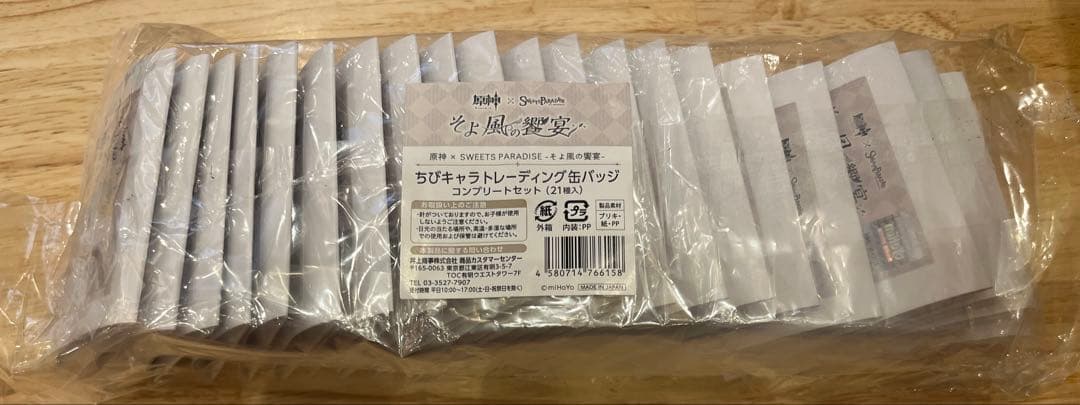 原神 × SWEETS PARADISE
そよ風の饗宴
原神 × SWEETS PARADISE -そよ風の饗宴-
ちびキャラトレーディング缶バッジ
コンプリートセット（21種入）
お取扱い上のご注意
・針がついておりますので、お子様が使用
しないようご注意ください。
・日光の当たる場所や、高温・多湿な場所
での使用および保管は避けてください。
紙
外箱
プラ
内装:PP
製品素材
ブリキ・
紙・PP
本製品に関する問い合わせ
井上商事株式会社 商品カスタマーセンター
〒165-0063 東京都江東区有明3-5-7
TOC有明ウエストタワー7F
TEL 03-3527-7907
受付時間 平日10:00～17:00(土・日・祝祭日を除く)
4 580714 766158
©miHoYo MADE IN JAPAN
原神 × SWEETS PARADISE